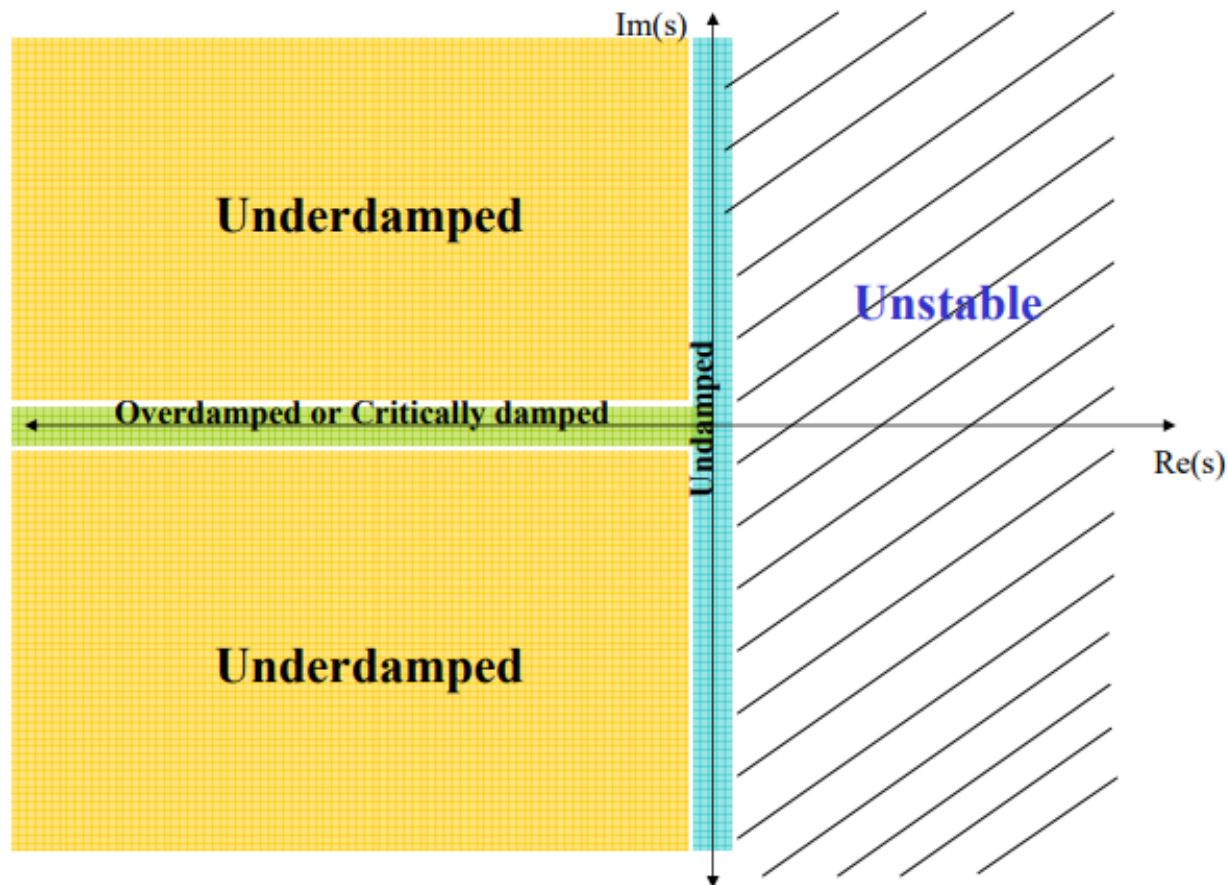 Im(s)
Underdamped
Unstable
Undamped
Overdamped or Critically damped
Re(s)
Underdamped